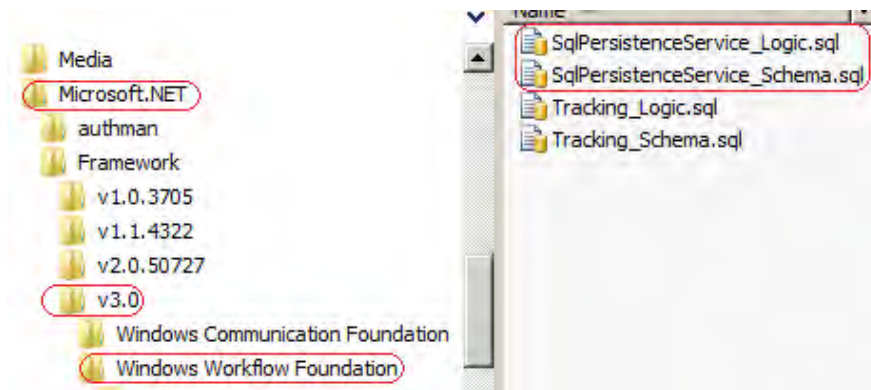 Media
Microsoft.NET
authman
Framework
v1.0.3705
v1.1.4322
v2.0.50727
v3.0
Windows Communication Foundation
Windows Workflow Foundation
Name
SqlPersistenceService_Logic.sql
SqlPersistenceService_Schema.sql
Tracking_Logic.sql
Tracking_Schema.sql